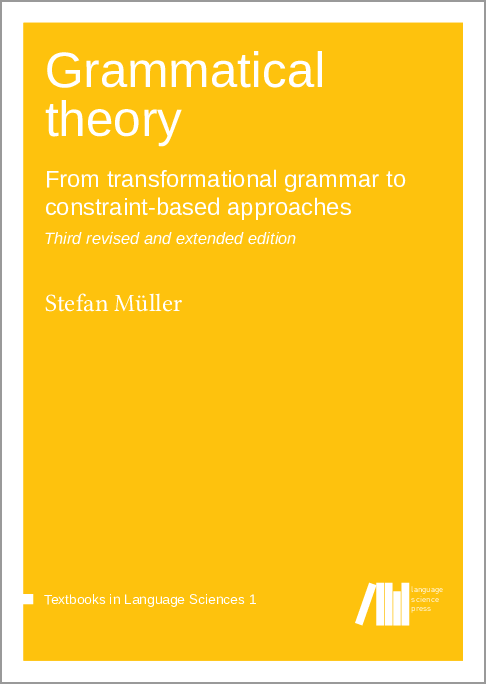 Grammatical
theory
From transformational grammar to
constraint-based approaches
Third revised and extended edition
Stefan Müller
Textbooks in Language Sciences 1
language
science
press